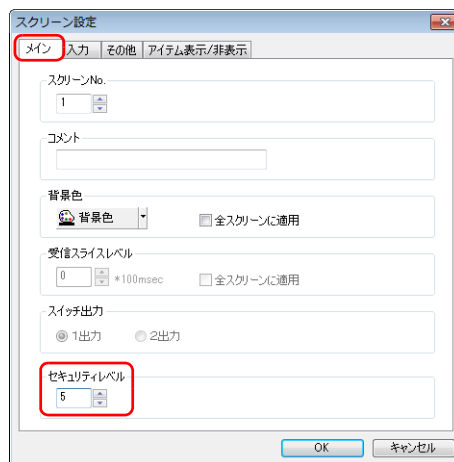 スクリーン設定
メイン 入力 その他 アイテム表示/非表示
スクリーンNo.
1
コメント
背景色
背景色 全スクリーンに適用
受信スライスレベル
0 *100msec 全スクリーンに適用
スイッチ出力
1出力 2出力
セキュリティレベル
5
OK キャンセル